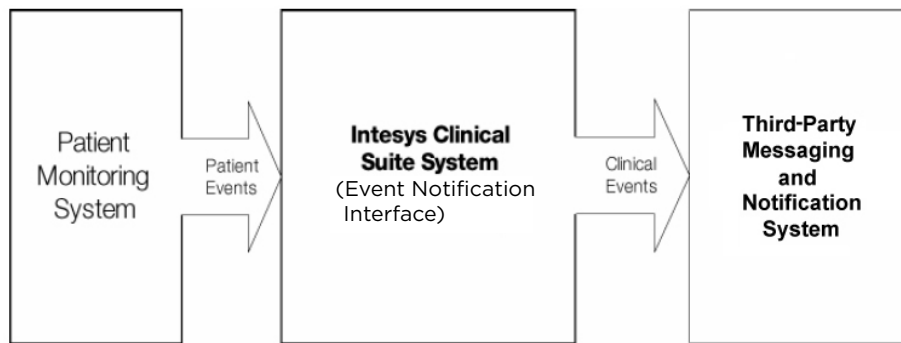 Patient
Monitoring
System
Patient
Events
Intesys Clinical
Suite System
(Event Notification
Interface)
Clinical
Events
Third-Party
Messaging
and
Notification
System